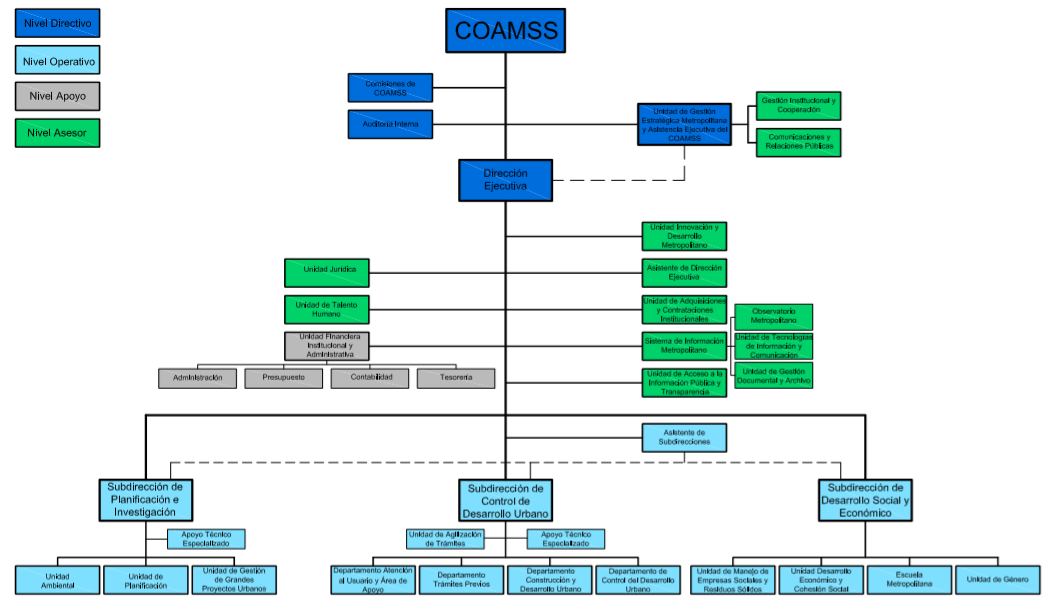 Nivel Directivo
Nivel Operativo
Nivel Apoyo
Nivel Asesor
COAMSS
Comisiones de
COAMSS
Auditoría Interna
Unidad de Gestión
Estratégica Metropolitana
y Asistencia Ejecutiva del
COAMSS
Gestión Institucional y
Cooperación
Comunicaciones y
Relaciones Públicas
Dirección
Ejecutiva
Unidad Innovación y
Desarrollo
Metropolitano
Unidad Jurídica
Asistente de Dirección
Ejecutiva
Unidad de Talento
Humano
Unidad de Adquisiciones
y Contrataciones
Institucionales
Unidad Financiera
Institucional y
Administrativa
Sistema de Información
Metropolitano
Observatorio
Metropolitano
Unidad de Tecnologías
de Información y
Comunicación
Unidad de Gestión
Documental y Archivo
Administración
Presupuesto
Contabilidad
Tesorería
Unidad de Acceso a la
Información Pública y
Transparencia
Asistente de
Subdirecciones
Subdirección de
Planificación e
Investigación
Subdirección de
Control de
Desarrollo Urbano
Subdirección de
Desarrollo Social y
Económico
Apoyo Técnico
Especializado
Unidad de Agilización
de Trámites
Apoyo Técnico
Especializado
Unidad
Ambiental
Unidad de
Planificación
Unidad de Gestión
de Grandes
Proyectos Urbanos
Departamento Atención
al Usuario y Área de
Apoyo
Departamento
Trámites Previos
Departamento
Construcción y
Desarrollo Urbano
Departamento de
Control del Desarrollo
Urbano
Unidad de Manejo de
Empresas Sociales y
Residuos Sólidos
Unidad Desarrollo
Económico y
Cohesión Social
Escuela
Metropolitana
Unidad de Género